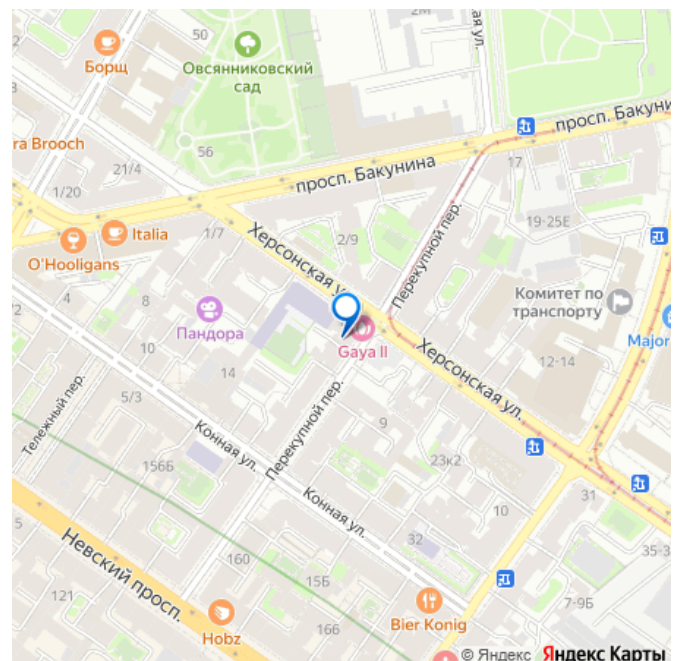 50
2М
Борщ
Овсянниковский
сад
просп. Бакуни
ra Brooch
21/4
56
17
просп. Бакунина
1/20
19-25Е
Italia
1/7
2/9
O'Hooligans
Херсонская ул.
Перекупной пер.
4
8
Комитет по
транспорту
Пандора
Major
10
Gaya II
Херсонская ул.
14
12-14
Тележный пер.
5/3
Перекупной пер.
9
Конная ул.
156Б
23к2
31
Конная ул.
10
5
32
35-3
Невский просп.
160
15Б
7-9Б
121
Hobz
166
Bier Konig
© Яндекс Яндекс Карты